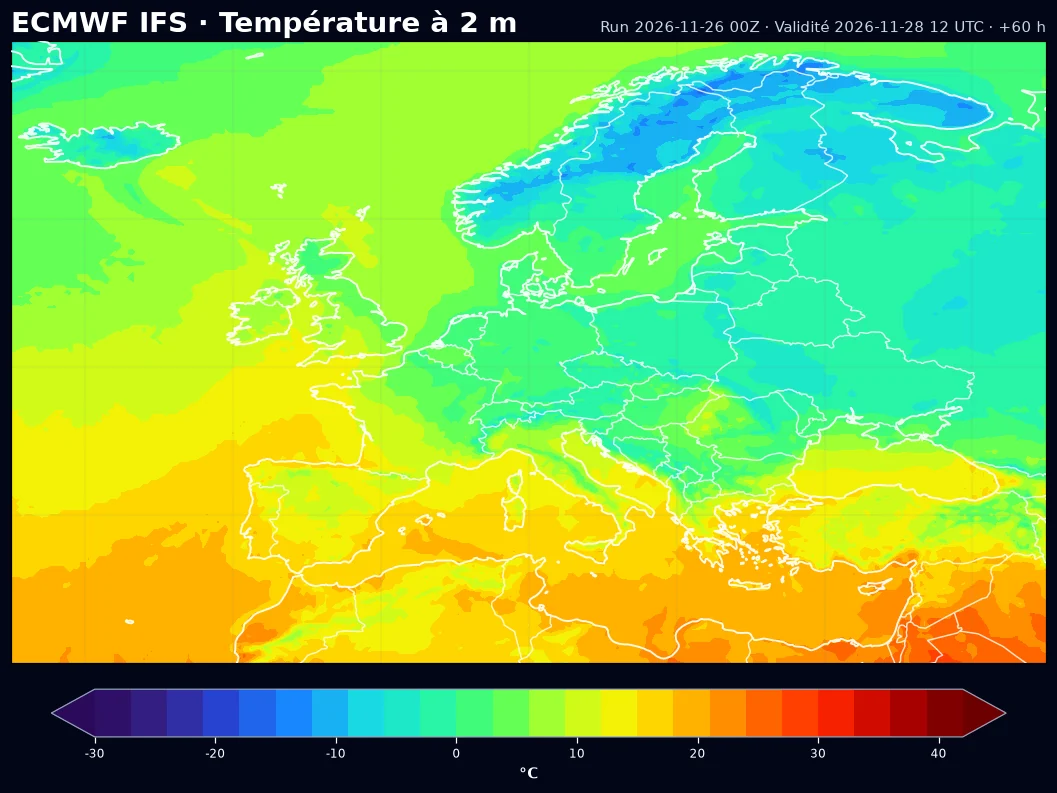 ECMWF IFS · Température à 2 m
Run 2026-11-26 00Z · Validité 2026-11-28 12 UTC · +60 h
-30 -20 -10 0 10 20 30 40
°C